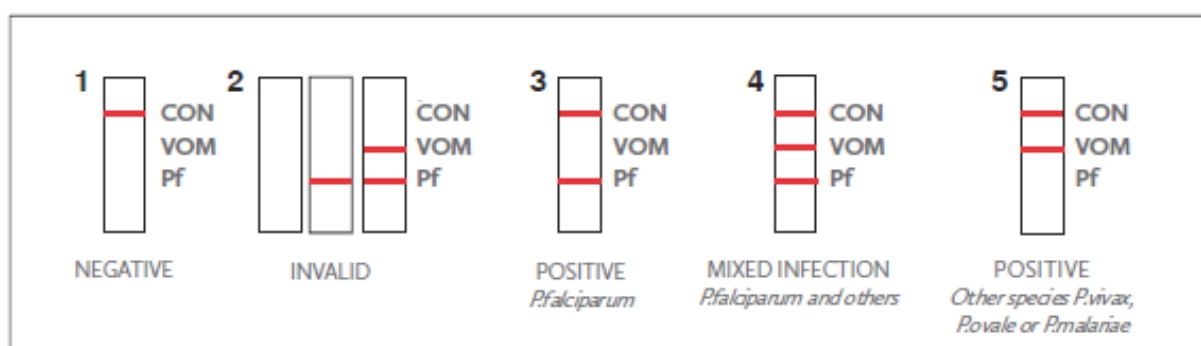 1
CON
VOM
Pf
NEGATIVE
2
CON
VOM
Pf
INVALID
3
CON
VOM
Pf
POSITIVE
P.falciparum
4
CON
VOM
Pf
MIXED INFECTION
P.falciparum and others
5
CON
VOM
Pf
POSITIVE
Other species P.vivax,
P.ovale or P.malariae